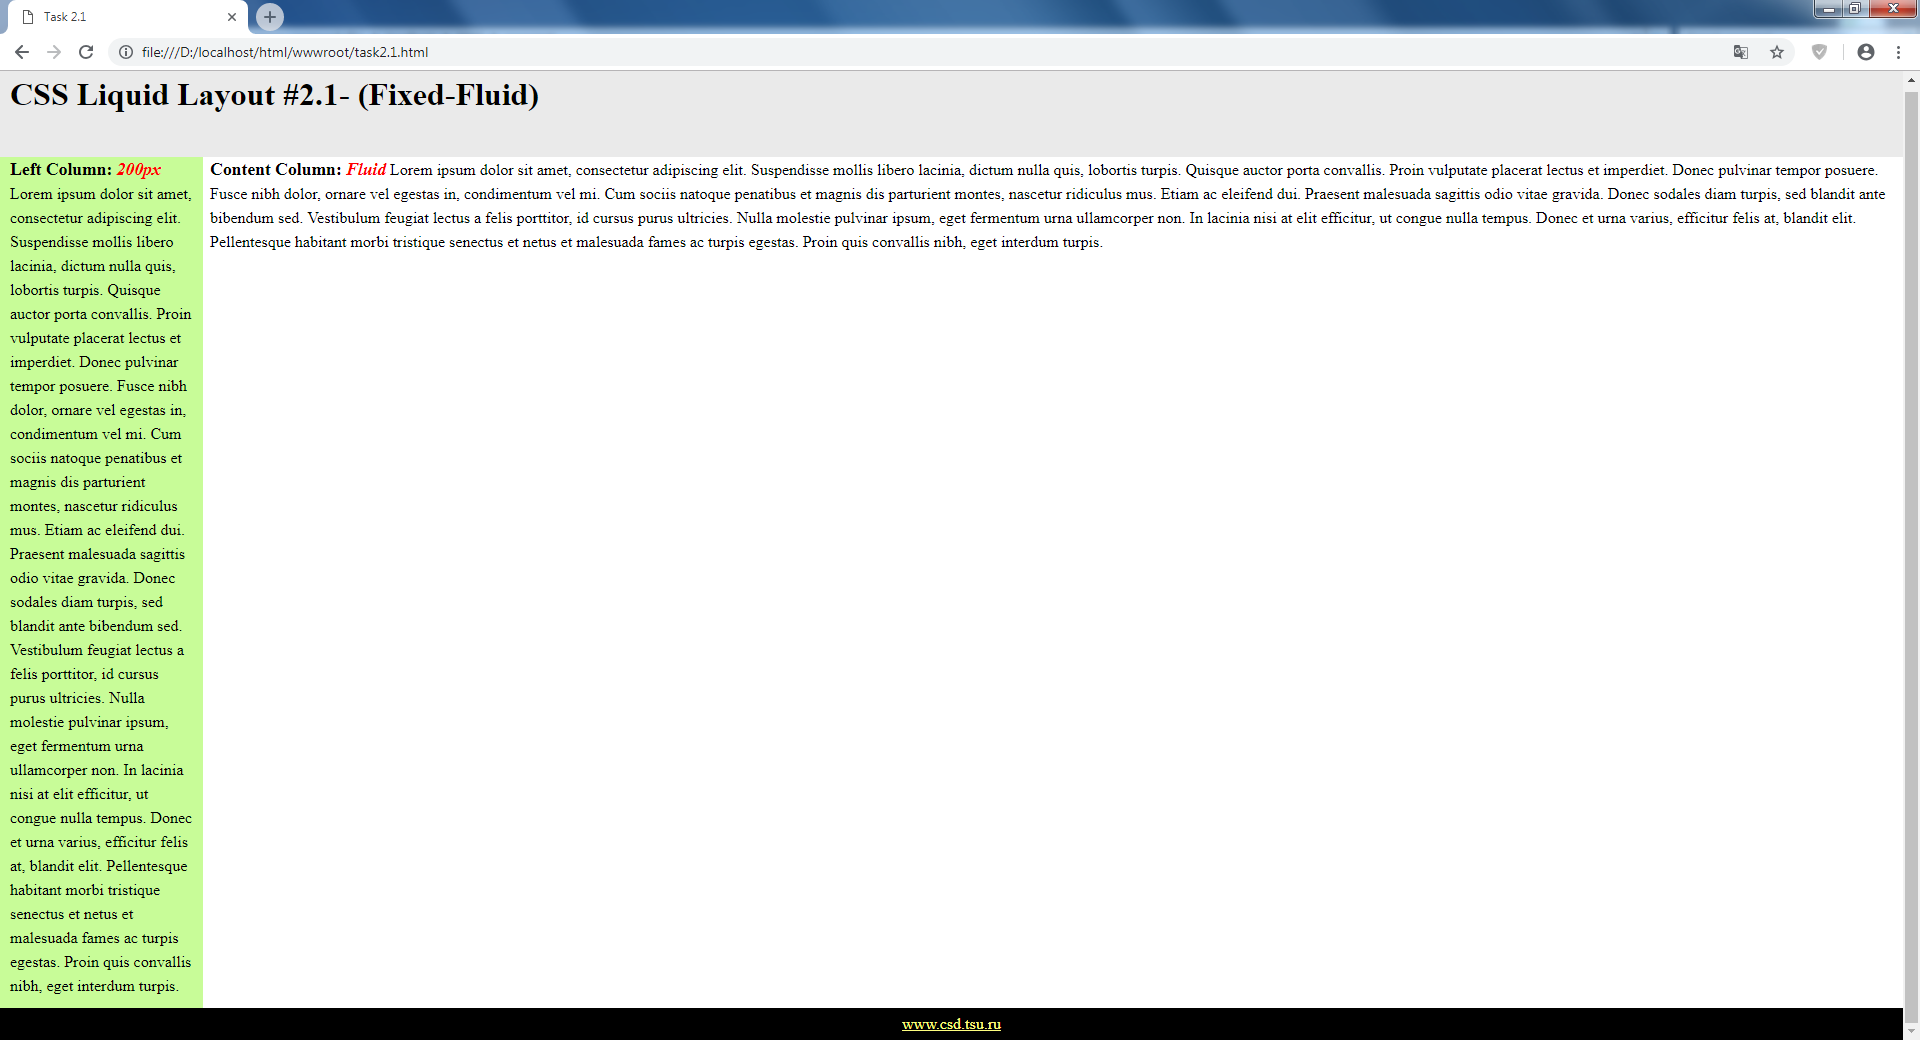 Task 2.1
file:///D:/localhost/html/wwwroot/task2.1.html
CSS Liquid Layout #2.1- (Fixed-Fluid)
Left Column: 200px
Lorem ipsum dolor sit amet,
consectetur adipiscing elit.
Suspendisse mollis libero
lacinia, dictum nulla quis,
lobortis turpis. Quisque
auctor porta convallis. Proin
vulputate placerat lectus et
imperdiet. Donec pulvinar
tempor posuere. Fusce nibh
dolor, ornare vel egestas in,
condimentum vel mi. Cum
sociis natoque penatibus et
magnis dis parturient
montes, nascetur ridiculus
mus. Etiam ac eleifend dui.
Praesent malesuada sagittis
odio vitae gravida. Donec
sodales diam turpis, sed
blandit ante bibendum sed.
Vestibulum feugiat lectus a
felis porttitor, id cursus
purus ultricies. Nulla
molestie pulvinar ipsum,
eget fermentum urna
ullamcorper non. In lacinia
nisi at elit efficitur, ut
congue nulla tempus. Donec
et urna varius, efficitur felis
at, blandit elit. Pellentesque
habitant morbi tristique
senectus et netus et
malesuada fames ac turpis
egestas. Proin quis convallis
nibh, eget interdum turpis.
Content Column: Fluid Lorem ipsum dolor sit amet, consectetur adipiscing elit. Suspendisse mollis libero lacinia, dictum nulla quis, lobortis turpis. Quisque auctor porta convallis. Proin vulputate placerat lectus et imperdiet. Donec pulvinar tempor posuere.
Fusce nibh dolor, ornare vel egestas in, condimentum vel mi. Cum sociis natoque penatibus et magnis dis parturient montes, nascetur ridiculus mus. Etiam ac eleifend dui. Praesent malesuada sagittis odio vitae gravida. Donec sodales diam turpis, sed blandit ante
bibendum sed. Vestibulum feugiat lectus a felis porttitor, id cursus purus ultricies. Nulla molestie pulvinar ipsum, eget fermentum urna ullamcorper non. In lacinia nisi at elit efficitur, ut congue nulla tempus. Donec et urna varius, efficitur felis at, blandit elit.
Pellentesque habitant morbi tristique senectus et netus et malesuada fames ac turpis egestas. Proin quis convallis nibh, eget interdum turpis.
www.csd.tsu.ru